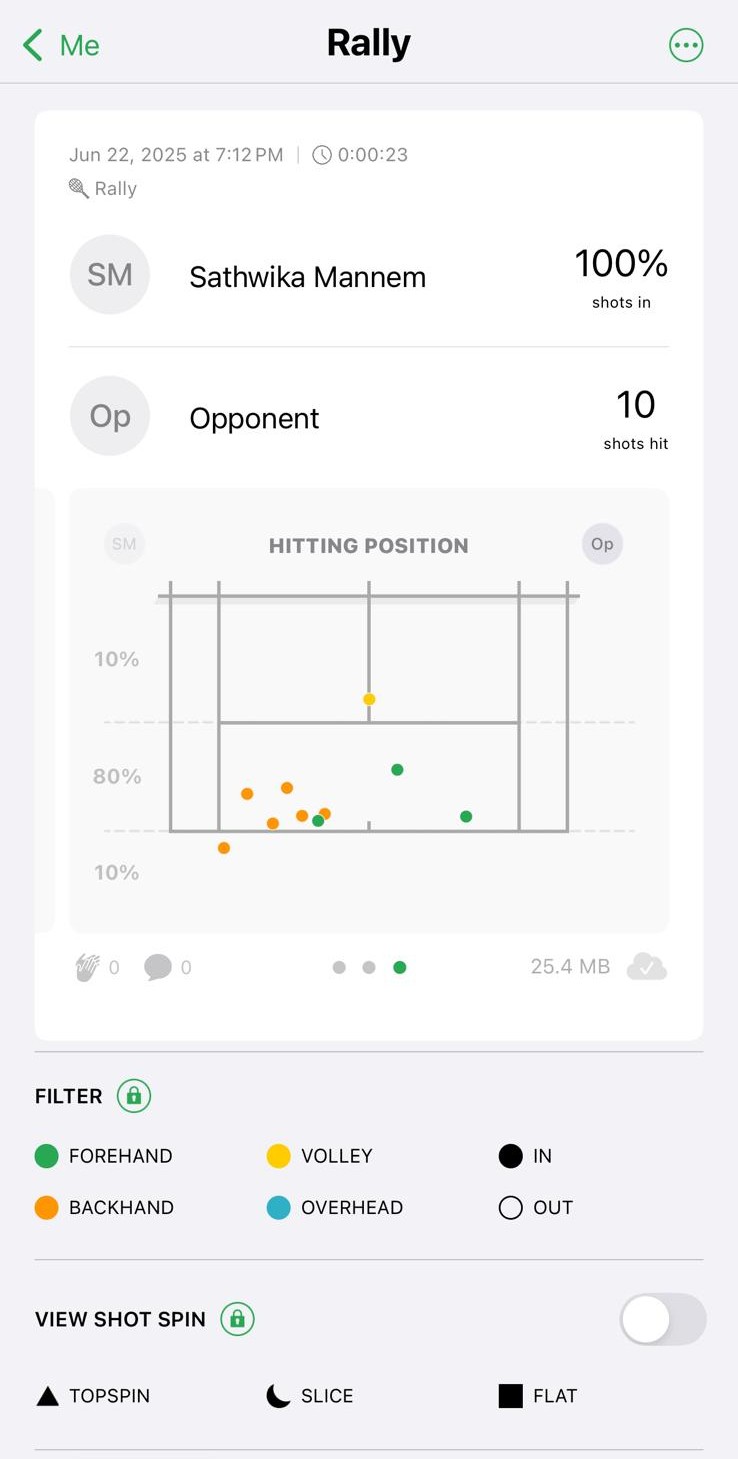 Me
Rally
Jun 22, 2025 at 7:12 PM | 0:00:23
Rally
SM
Sathwika Mannem
100%
shots in
Op
Opponent
10
shots hit
SM
HITTING POSITION
Op
10%
80%
10%
0
0
25.4 MB
FILTER
FOREHAND
VOLLEY
IN
BACKHAND
OVERHEAD
OUT
VIEW SHOT SPIN
TOPSPIN
SLICE
FLAT